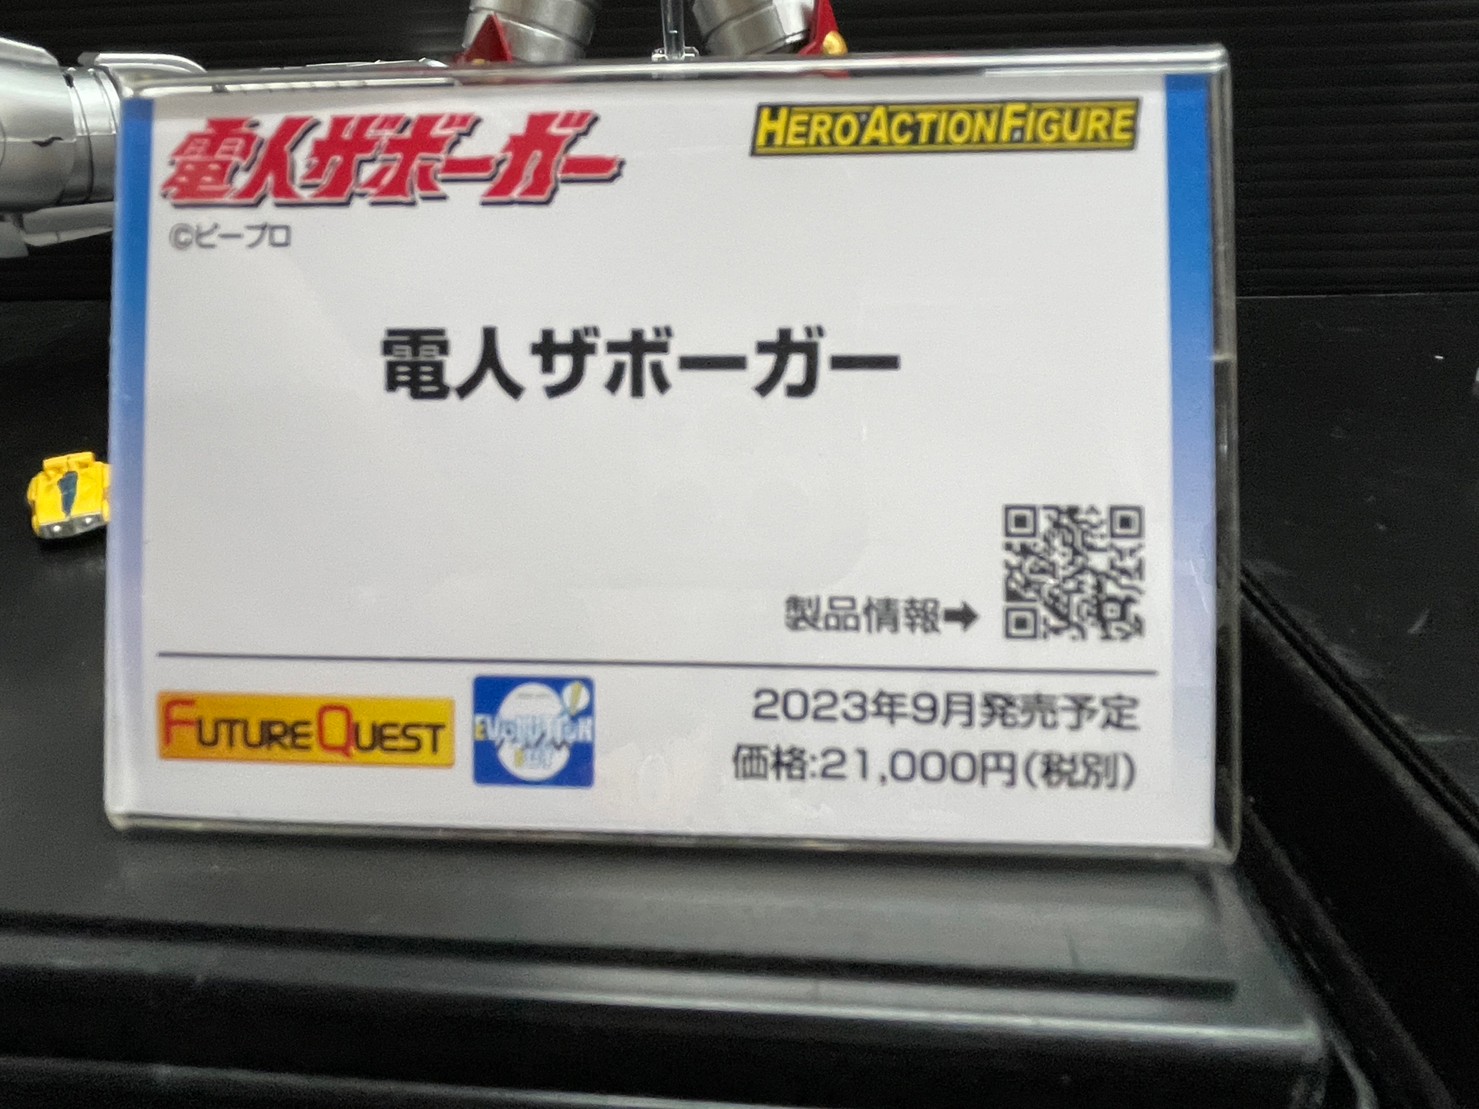 電人ザボーガー
HERO ACTION FIGURE
©ピープロ
電人ザボーガー
製品情報➡
FUTURE QUEST
EVOLUTION TOY
2023年9月発売予定
価格:21,000円(税別)